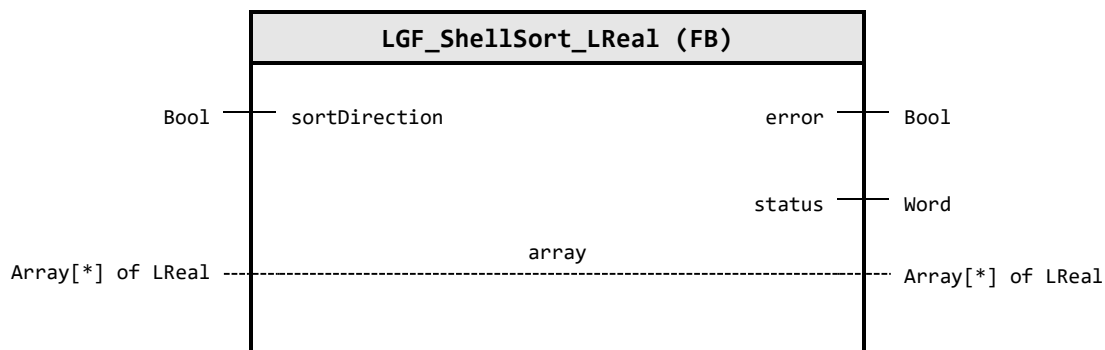 LGF_ShellSort_LReal (FB)
Bool sortDirection error Bool
status Word
array
Array[*] of LReal Array[*] of LReal